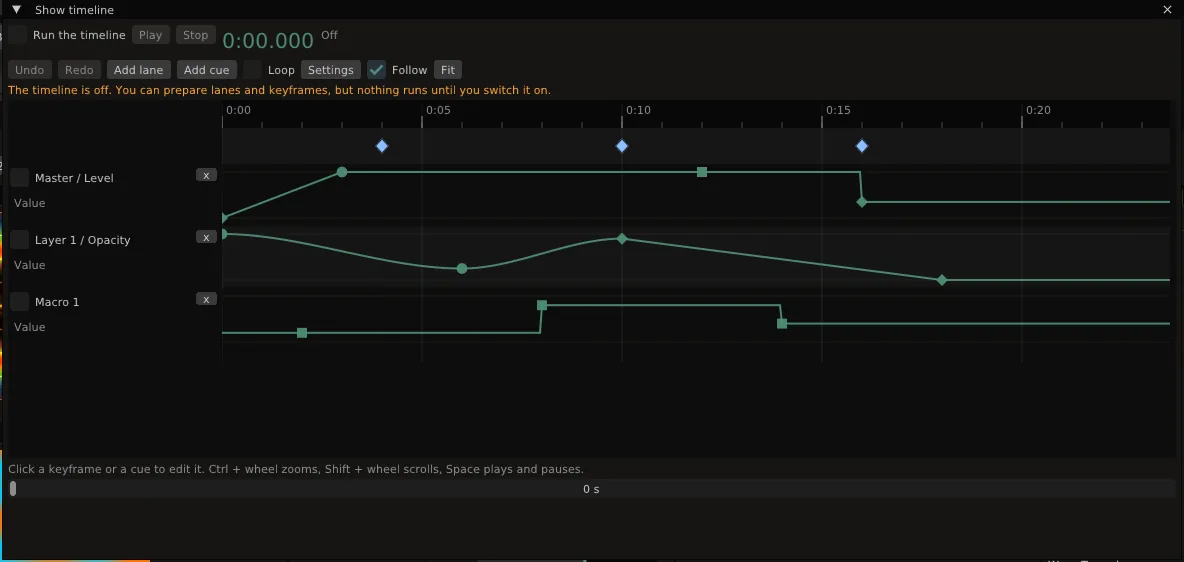 Show timeline
Run the timeline Play Stop 0:00.000 Off
Undo Redo Add lane Add cue Loop Settings Follow Fit
The timeline is off. You can prepare lanes and keyframes, but nothing runs until you switch it on.
0:00 0:05 0:10 0:15 0:20
Master / Level x
Value
Layer 1 / Opacity x
Value
Macro 1 x
Value
Click a keyframe or a cue to edit it. Ctrl + wheel zooms, Shift + wheel scrolls, Space plays and pauses.
0 s